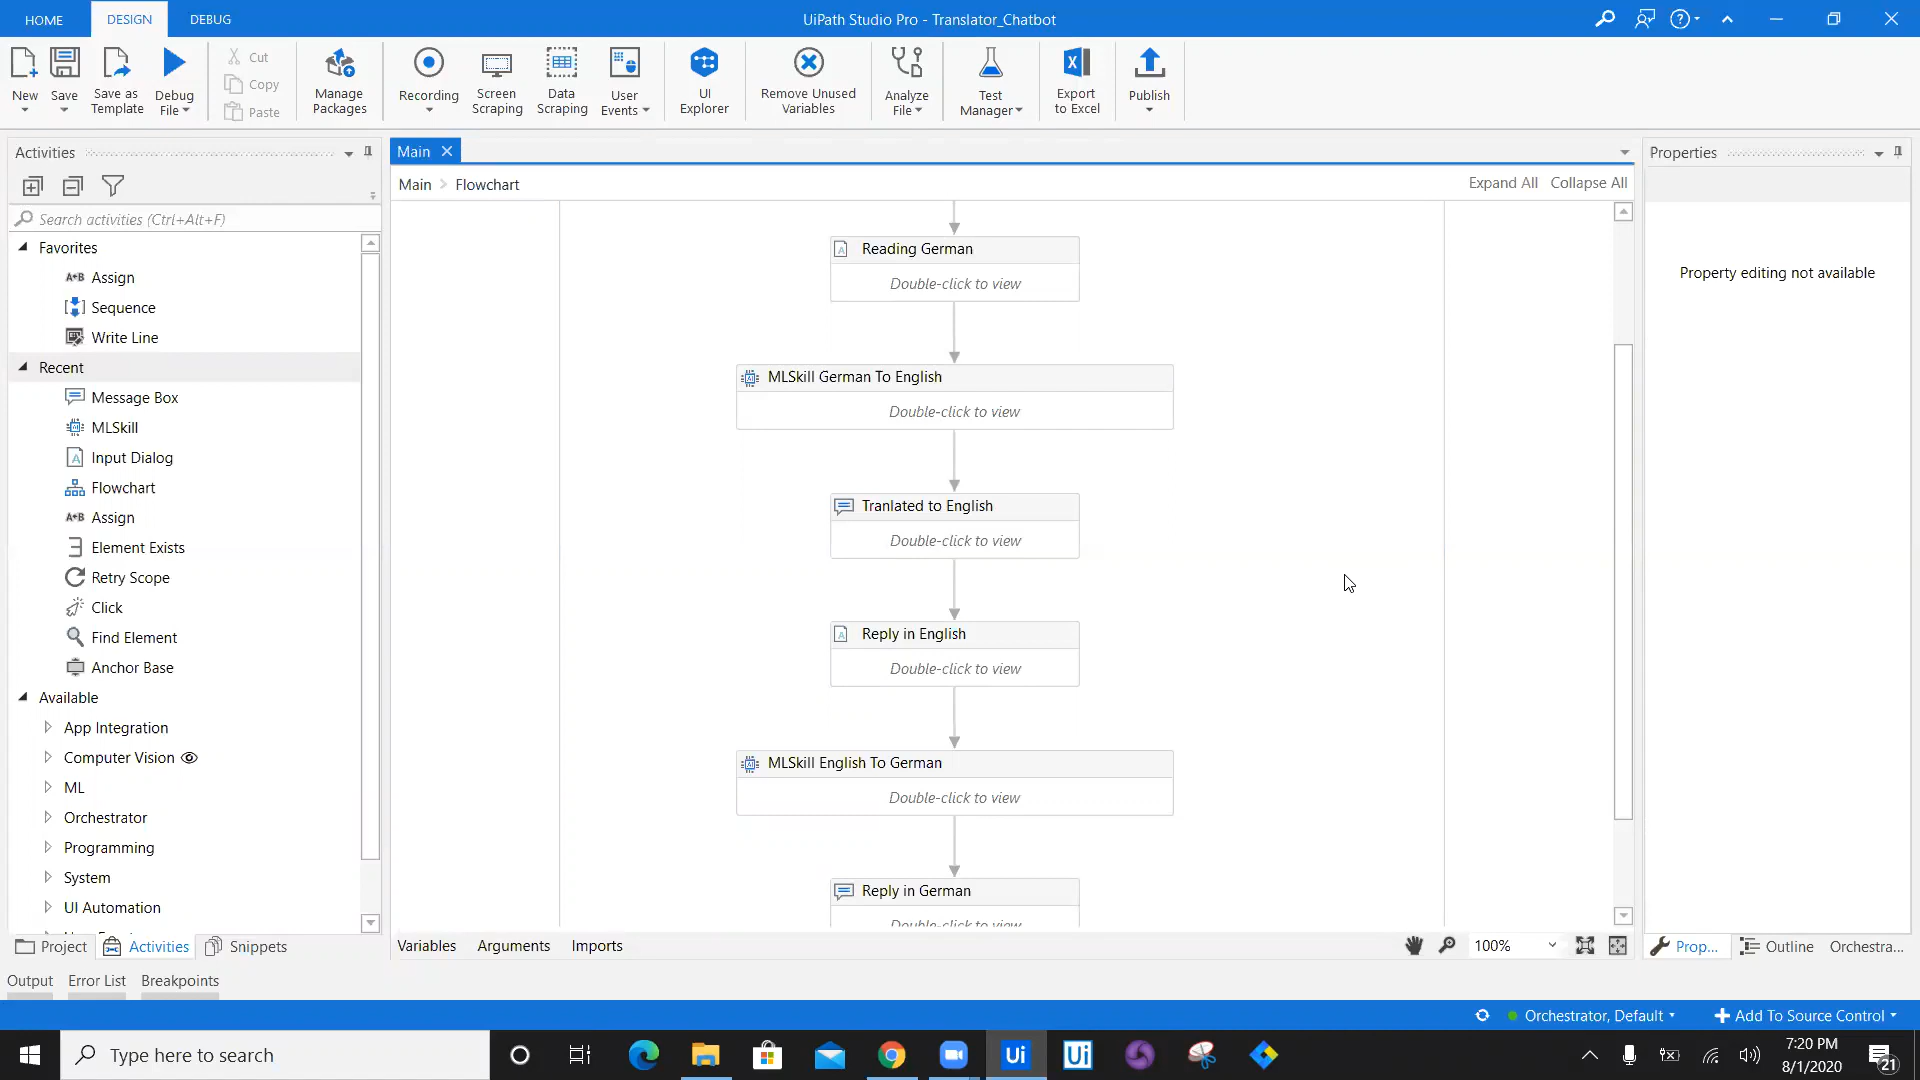 HOME DESIGN DEBUG UiPath Studio Pro - Translator_Chatbot
New
Save
Save as
Template
Debug
File
Cut
Copy
Paste
Manage
Packages
Recording
Screen
Scraping
Data
Scraping
User
Events
UI
Explorer
Remove Unused
Variables
Analyze
File
Test
Manager
Export
to Excel
Publish
Activities
Search activities (Ctrl+Alt+F)
Favorites
Assign
Sequence
Write Line
Recent
Message Box
MLSkill
Input Dialog
Flowchart
Assign
Element Exists
Retry Scope
Click
Find Element
Anchor Base
Available
App Integration
Computer Vision
ML
Orchestrator
Programming
System
UI Automation
Project Activities Snippets
Main
Main > Flowchart
Expand All Collapse All
Reading German
Double-click to view
MLSkill German To English
Double-click to view
Tranlated to English
Double-click to view
Reply in English
Double-click to view
MLSkill English To German
Double-click to view
Reply in German
Double-click to view
Variables Arguments Imports
100%
Properties
Property editing not available
Prop... Outline Orchestra...
Output Error List Breakpoints
Orchestrator, Default Add To Source Control
Type here to search
Ui
Ui
7:20 PM
8/1/2020
21